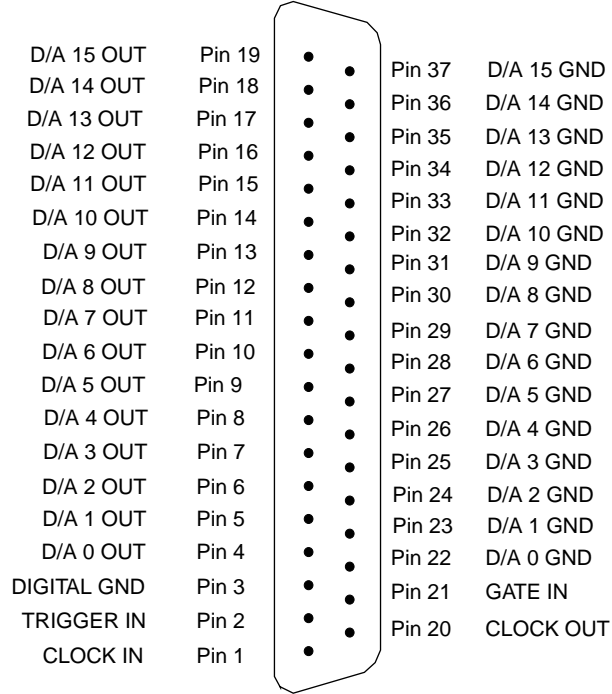 D/A 15 OUT Pin 19
D/A 14 OUT Pin 18
D/A 13 OUT Pin 17
D/A 12 OUT Pin 16
D/A 11 OUT Pin 15
D/A 10 OUT Pin 14
D/A 9 OUT Pin 13
D/A 8 OUT Pin 12
D/A 7 OUT Pin 11
D/A 6 OUT Pin 10
D/A 5 OUT Pin 9
D/A 4 OUT Pin 8
D/A 3 OUT Pin 7
D/A 2 OUT Pin 6
D/A 1 OUT Pin 5
D/A 0 OUT Pin 4
DIGITAL GND Pin 3
TRIGGER IN Pin 2
CLOCK IN Pin 1
Pin 37 D/A 15 GND
Pin 36 D/A 14 GND
Pin 35 D/A 13 GND
Pin 34 D/A 12 GND
Pin 33 D/A 11 GND
Pin 32 D/A 10 GND
Pin 31 D/A 9 GND
Pin 30 D/A 8 GND
Pin 29 D/A 7 GND
Pin 28 D/A 6 GND
Pin 27 D/A 5 GND
Pin 26 D/A 4 GND
Pin 25 D/A 3 GND
Pin 24 D/A 2 GND
Pin 23 D/A 1 GND
Pin 22 D/A 0 GND
Pin 21 GATE IN
Pin 20 CLOCK OUT